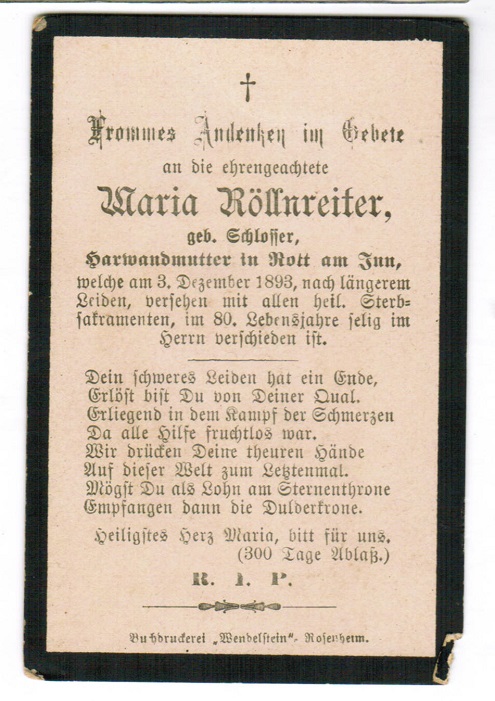 †
Frommes Andenken im Gebete
an die ehrengeachtete
Maria Röllnreiter,
geb. Schlosser,
Harwandmutter in Rott am Inn,
welche am 3. Dezember 1893, nach längerem
Leiden, versehen mit allen heil. Sterb-
sakramenten, im 80. Lebensjahre selig im
Herrn verschieden ist.
Dein schweres Leiden hat ein Ende,
Erlöst bist Du von Deiner Qual.
Erliegend in dem Kampf der Schmerzen
Da alle Hilfe fruchtlos war.
Wir drücken Deine theuren Hände
Auf dieser Welt zum Letztenmal.
Mögst Du als Lohn am Sternenthrone
Empfangen dann die Dulderkrone.
Heiligstes Herz Maria, bitt für uns.
(300 Tage Ablaß.)
R. I. P.
Buchdruckerei „Wendelstein“ Rosenheim.